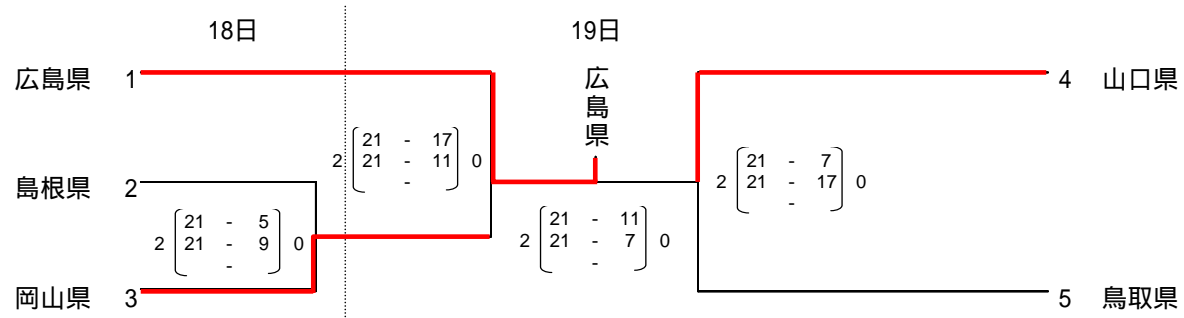 18日
19日
広島県 1
広島県
4 山口県
2 21 - 17 0
21 - 11
-
2 21 - 7 0
21 - 17
-
島根県 2
2 21 - 5 0
21 - 9
-
2 21 - 11 0
21 - 7
-
岡山県 3
5 鳥取県